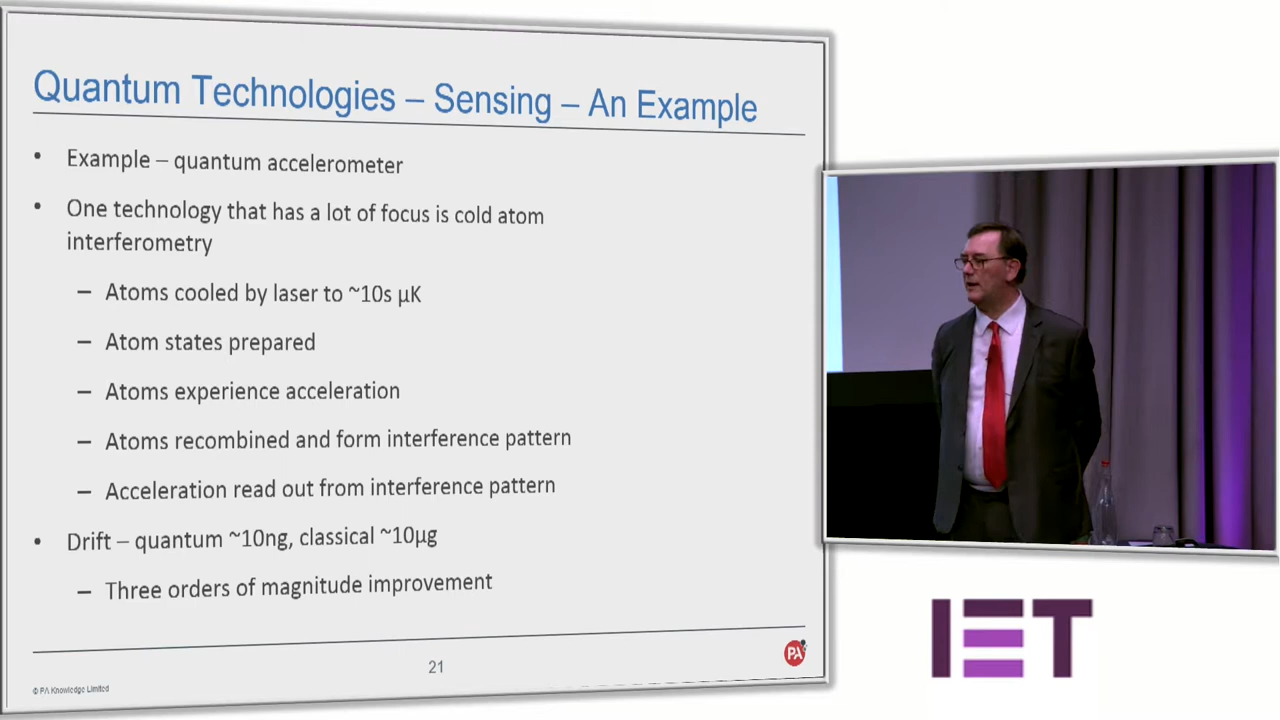 Quantum Technologies – Sensing – An Example
• Example – quantum accelerometer
• One technology that has a lot of focus is cold atom
interferometry
– Atoms cooled by laser to ~10s µK
– Atom states prepared
– Atoms experience acceleration
– Atoms recombined and form interference pattern
– Acceleration read out from interference pattern
• Drift – quantum ~10ng, classical ~10µg
– Three orders of magnitude improvement
21
PA
© PA Knowledge Limited
IET